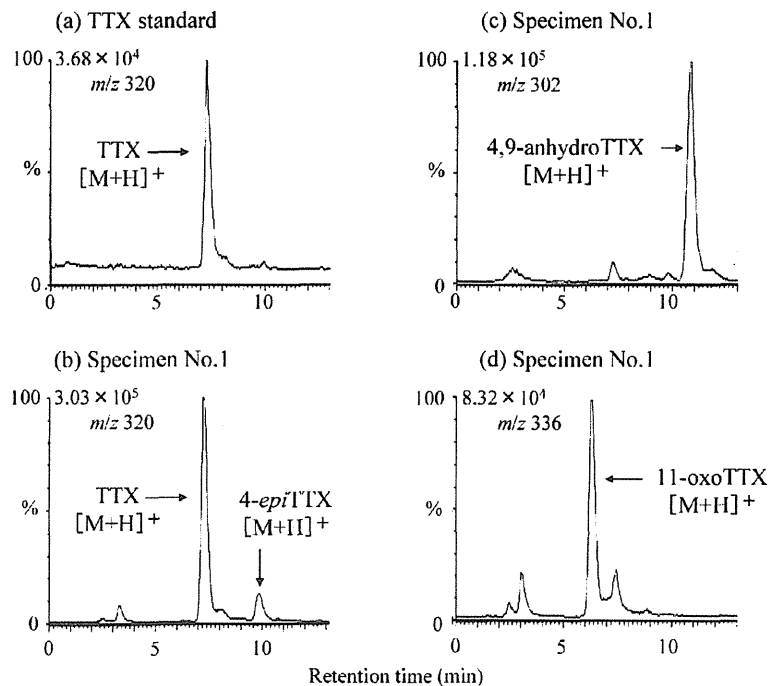 (a) TTX standard
100
3.68 × 10⁴
m/z 320
TTX
[M+H]⁺
%
0
0 5 10
(c) Specimen No.1
100
1.18 × 10⁵
m/z 302
4,9-anhydroTTX
[M+H]⁺
%
0
0 5 10
(b) Specimen No.1
100
3.03 × 10⁵
m/z 320
TTX
[M+H]⁺
4-epiTTX
[M+H]⁺
%
0
0 5 10
(d) Specimen No.1
100
8.32 × 10⁴
m/z 336
11-oxoTTX
[M+H]⁺
%
0
0 5 10
Retention time (min)